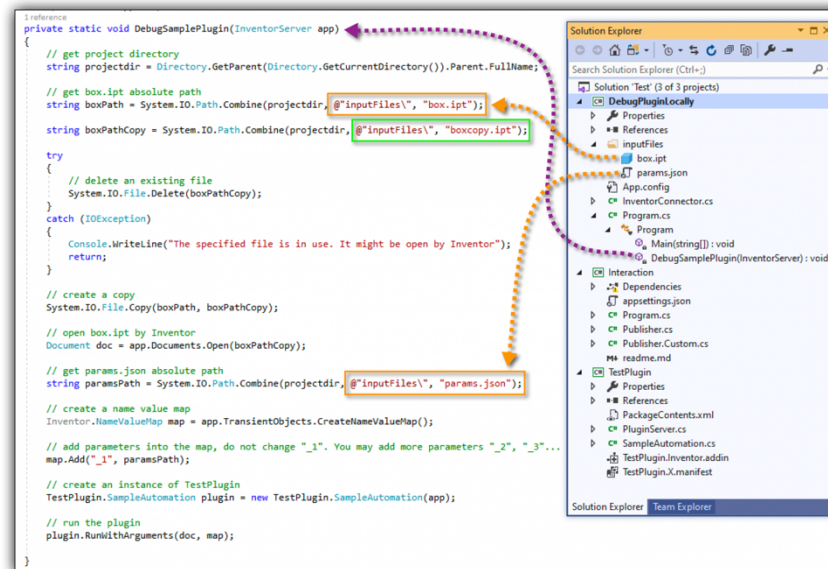 1 reference
private static void DebugSamplePlugin(InventorServer app)
{
// get project directory
string projectdir = Directory.GetParent(Directory.GetCurrentDirectory()).Parent.FullName;
// get box.ipt absolute path
string boxPath = System.IO.Path.Combine(projectdir, @"inputFiles\", "box.ipt");
string boxPathCopy = System.IO.Path.Combine(projectdir, @"inputFiles\", "boxcopy.ipt");
try
{
// delete an existing file
System.IO.File.Delete(boxPathCopy);
}
catch (IOException)
{
Console.WriteLine("The specified file is in use. It might be open by Inventor");
return;
}
// create a copy
System.IO.File.Copy(boxPath, boxPathCopy);
// open box.ipt by Inventor
Document doc = app.Documents.Open(boxPathCopy);
// get params.json absolute path
string paramsPath = System.IO.Path.Combine(projectdir, @"inputFiles\", "params.json");
// create a name value map
Inventor.NameValueMap map = app.TransientObjects.CreateNameValueMap();
// add parameters into the map, do not change "_1". You may add more parameters "_2", "_3"...
map.Add("_1", paramsPath);
// create an instance of TestPlugin
TestPlugin.SampleAutomation plugin = new TestPlugin.SampleAutomation(app);
// run the plugin
plugin.RunWithArguments(doc, map);
}
Solution Explorer
Search Solution Explorer (Ctrl+;)
Solution 'Test' (3 of 3 projects)
DebugPluginLocally
Properties
References
inputFiles
box.ipt
params.json
App.config
InventorConnector.cs
Program.cs
Program
Main(string[]) : void
DebugSamplePlugin(InventorServer) : void
Interaction
Dependencies
appsettings.json
Program.cs
Publisher.cs
Publisher.Custom.cs
readme.md
TestPlugin
Properties
References
PackageContents.xml
PluginServer.cs
SampleAutomation.cs
TestPlugin.Inventor.addin
TestPlugin.X.manifest
Solution Explorer Team Explorer